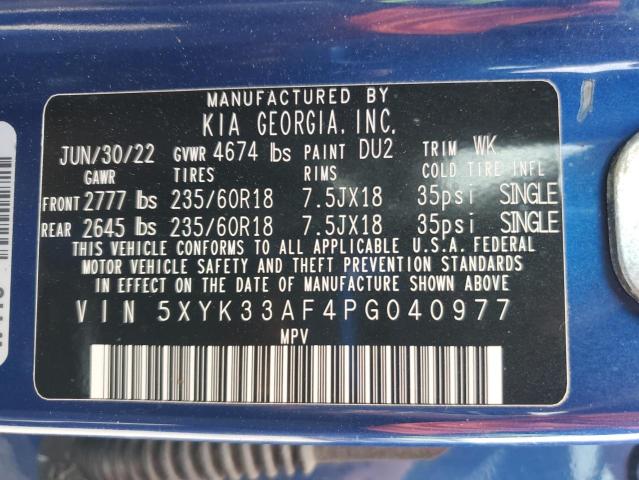 MANUFACTURED BY
KIA GEORGIA, INC.
JUN/30/22 GVWR 4674 lbs PAINT DU2 TRIM WK
GAWR TIRES RIMS COLD TIRE INFL
FRONT 2777 lbs 235/60R18 7.5JX18 35psi SINGLE
REAR 2645 lbs 235/60R18 7.5JX18 35psi SINGLE
THIS VEHICLE CONFORMS TO ALL APPLICABLE U.S.A. FEDERAL
MOTOR VEHICLE SAFETY AND THEFT PREVENTION STANDARDS
IN EFFECT ON THE DATE OF MANUFACTURE SHOWN ABOVE.
VIN 5XYK33AF4PG040977
MPV